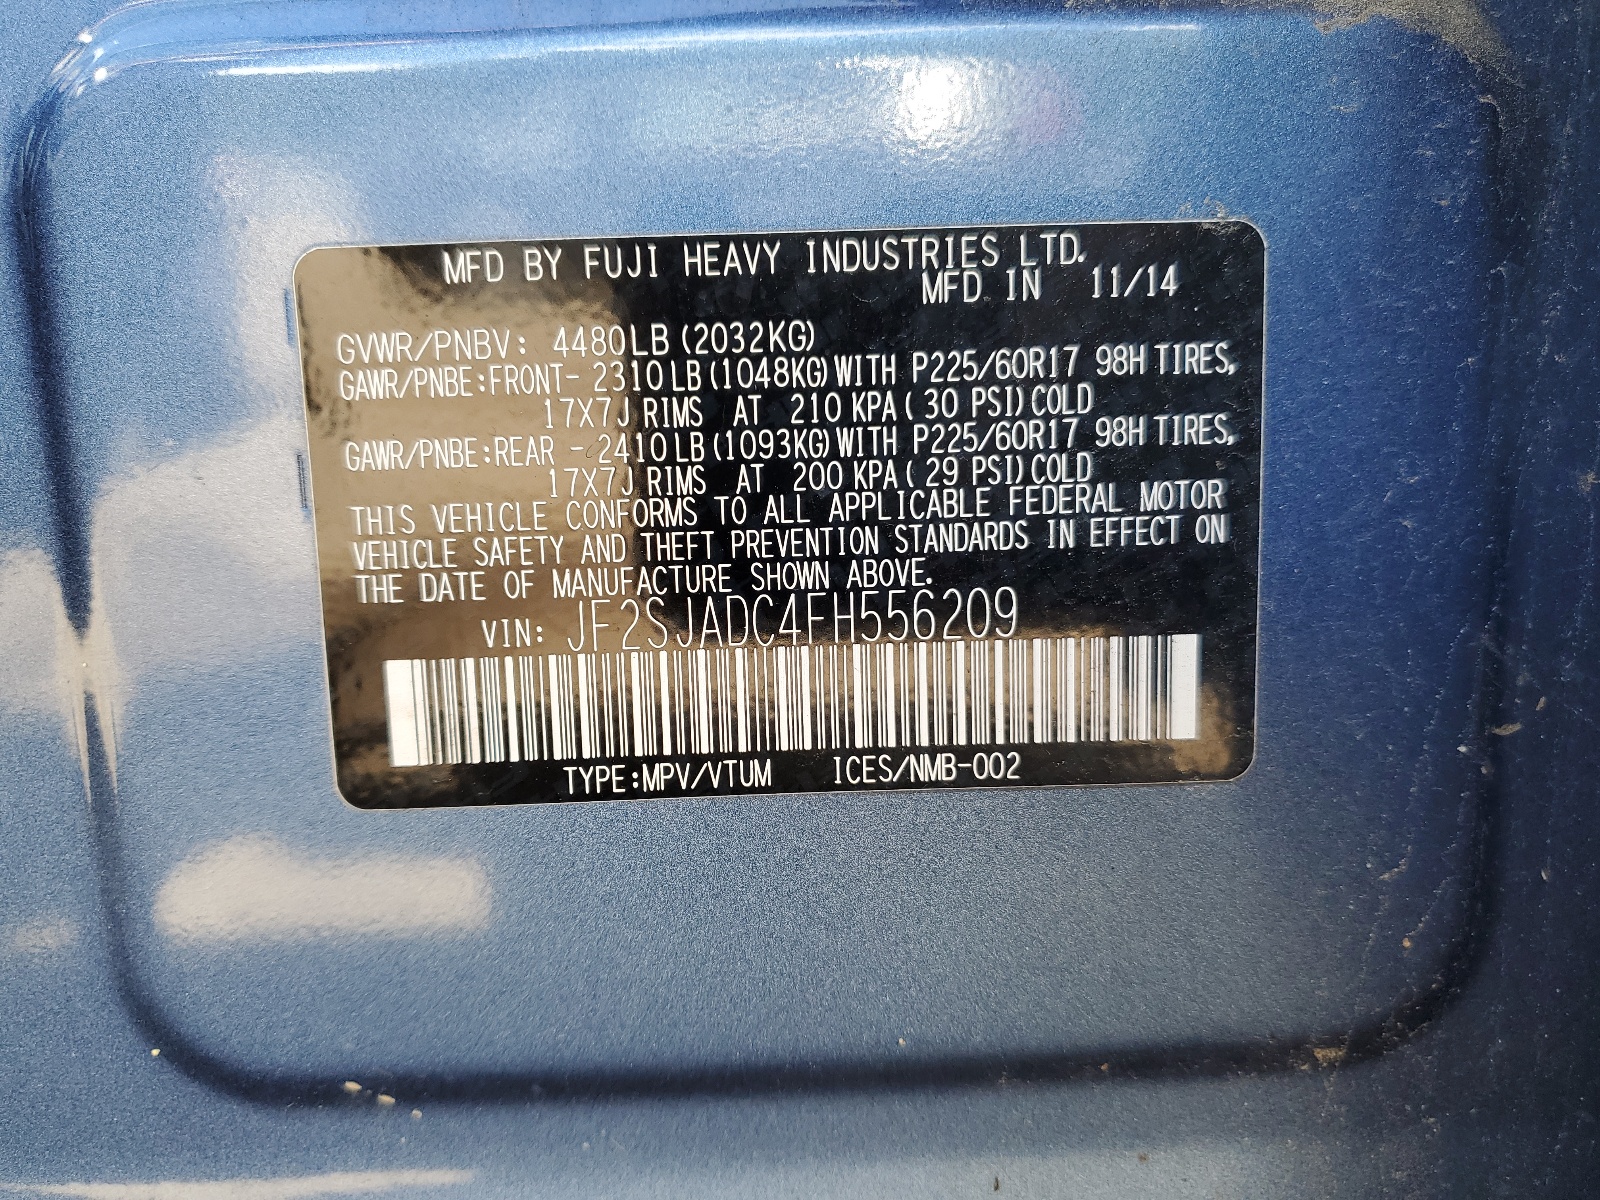 MFD BY FUJI HEAVY INDUSTRIES LTD.
MFD IN 11/14
GVWR/PNBV: 4480LB (2032KG)
GAWR/PNBE:FRONT- 2310LB (1048KG) WITH P225/60R17 98H TIRES,
17X7J RIMS AT 210 KPA ( 30 PSI) COLD
GAWR/PNBE:REAR - 2410LB (1093KG) WITH P225/60R17 98H TIRES,
17X7J RIMS AT 200 KPA ( 29 PSI) COLD
THIS VEHICLE CONFORMS TO ALL APPLICABLE FEDERAL MOTOR
VEHICLE SAFETY AND THEFT PREVENTION STANDARDS IN EFFECT ON
THE DATE OF MANUFACTURE SHOWN ABOVE.
VIN: JF2SJADC4FH556209
TYPE:MPV/VTUM ICES/NMB-002